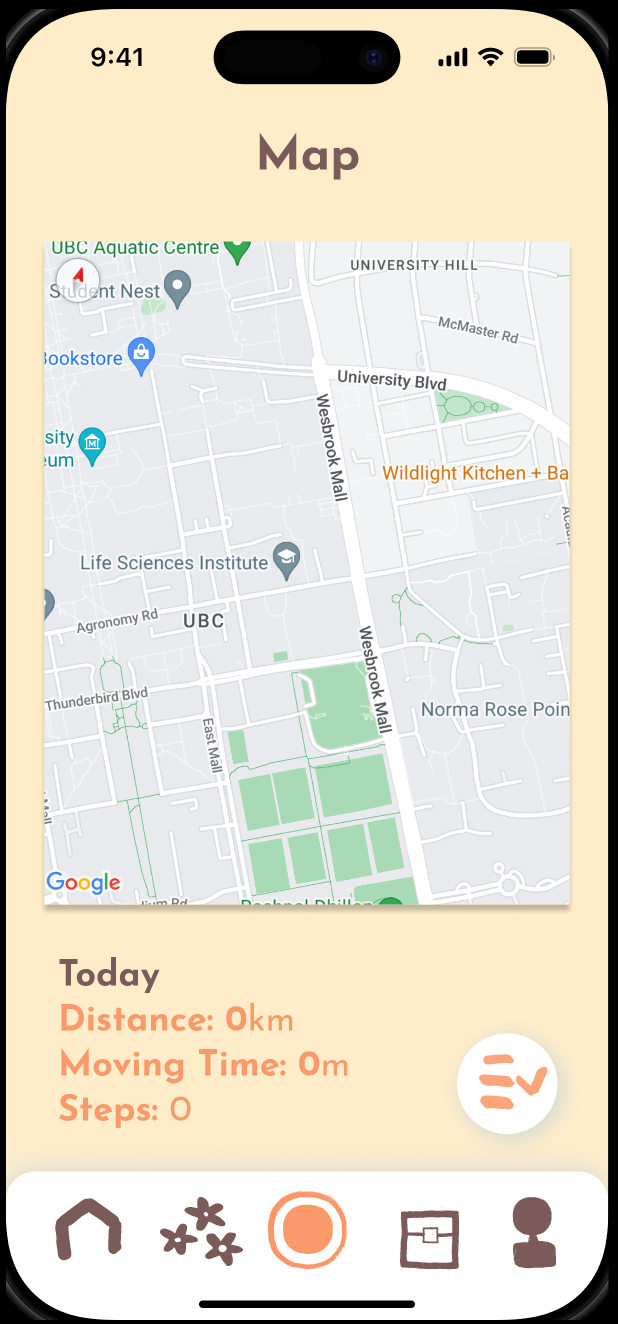 9:41
Map
UBC Aquatic Centre
UNIVERSITY HILL
Student Nest
McMaster Rd
Bookstore
University Blvd
Wesbrook Mall
sity
eum
Wildlight Kitchen + Ba
Life Sciences Institute
Agronomy Rd
UBC
Wesbrook Mall
Thunderbird Blvd
Norma Rose Poin
East Mall
Mall
Google
Today
Distance: 0km
Moving Time: 0m
Steps: 0